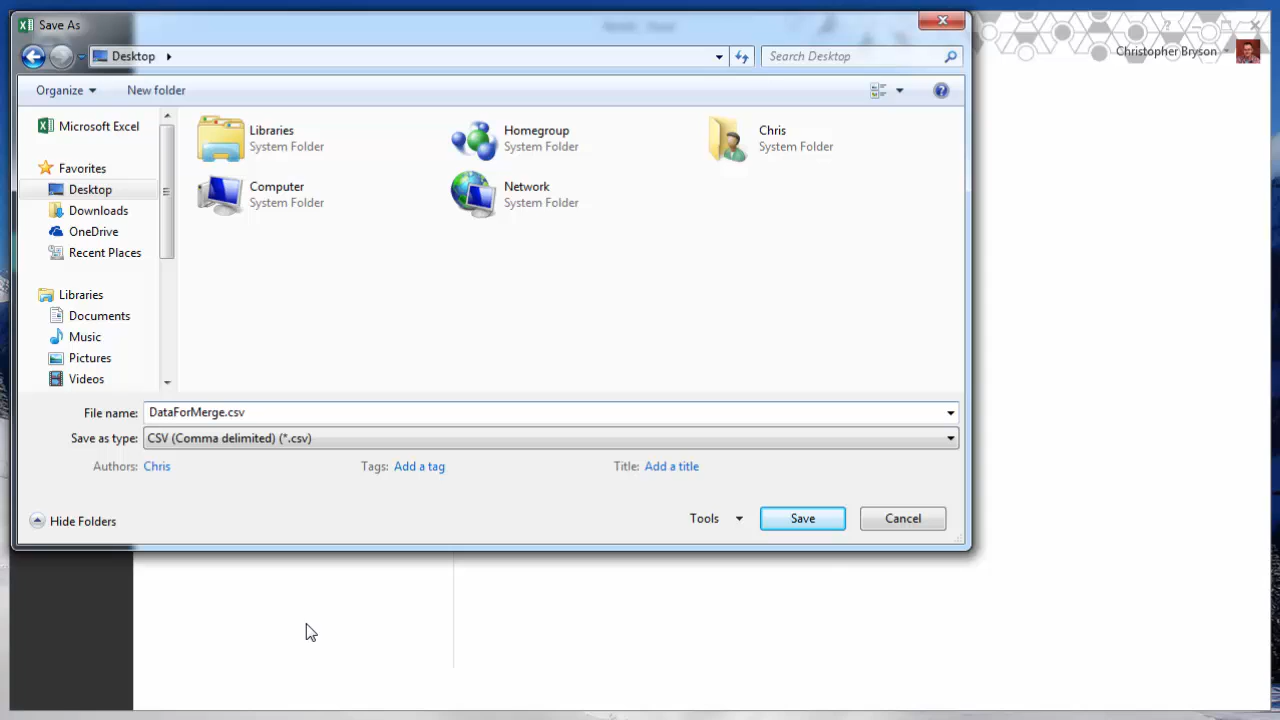 Save As
Christopher Bryson
Desktop
Search Desktop
Organize
New folder
Microsoft Excel
Favorites
Desktop
Downloads
OneDrive
Recent Places
Libraries
Documents
Music
Pictures
Videos
Libraries
System Folder
Homegroup
System Folder
Chris
System Folder
Computer
System Folder
Network
System Folder
File name: DataForMerge.csv
Save as type: CSV (Comma delimited) (*.csv)
Authors: Chris Tags: Add a tag Title: Add a title
Hide Folders
Tools Save Cancel